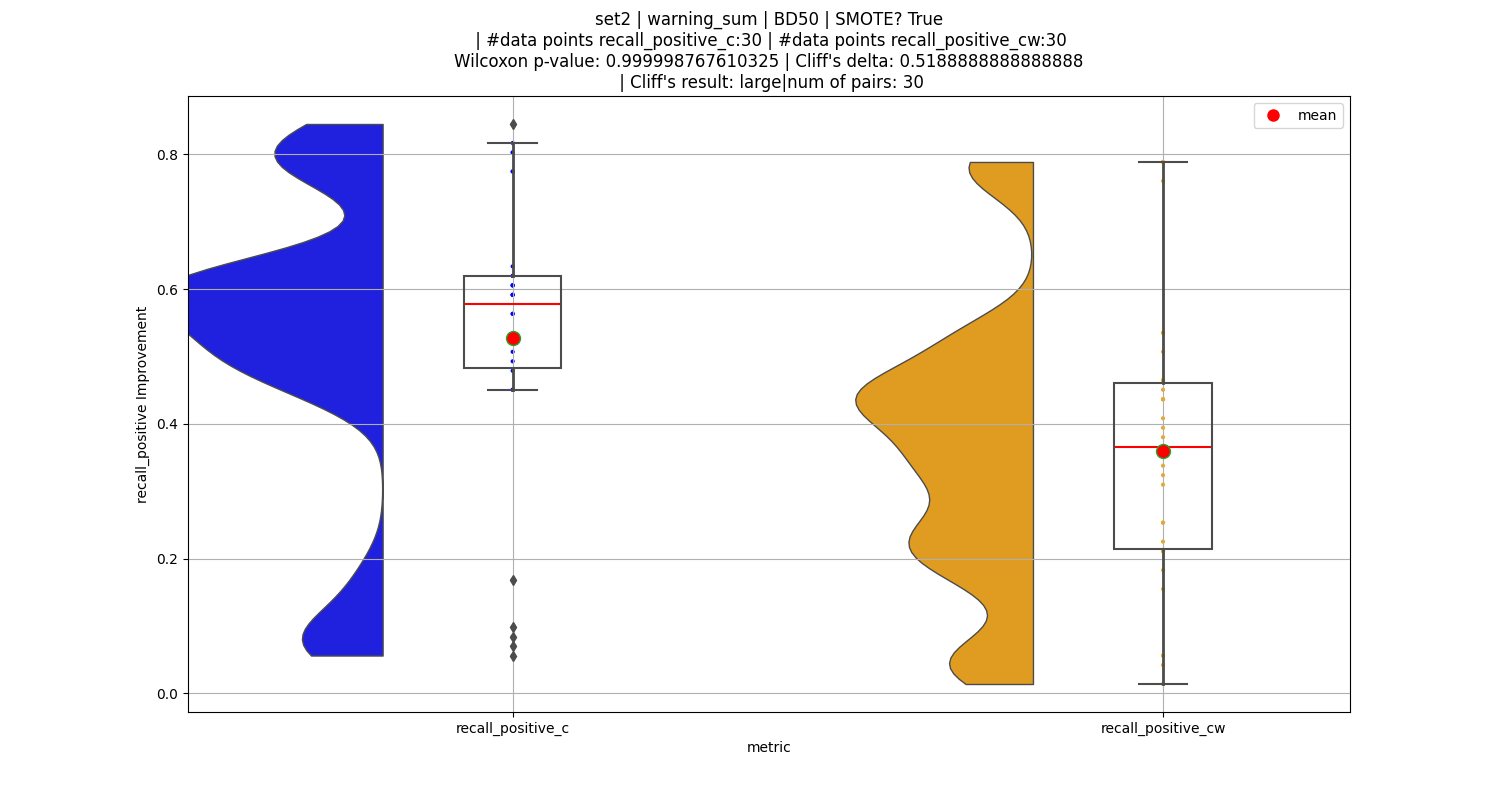 set2 | warning_sum | BD50 | SMOTE? True
| #data points recall_positive_c:30 | #data points recall_positive_cw:30
Wilcoxon p-value: 0.999998767610325 | Cliff's delta: 0.5188888888888888
| Cliff's result: large|num of pairs: 30
mean
0.8
0.6
0.4
0.2
0.0
recall_positive Improvement
recall_positive_c
recall_positive_cw
metric